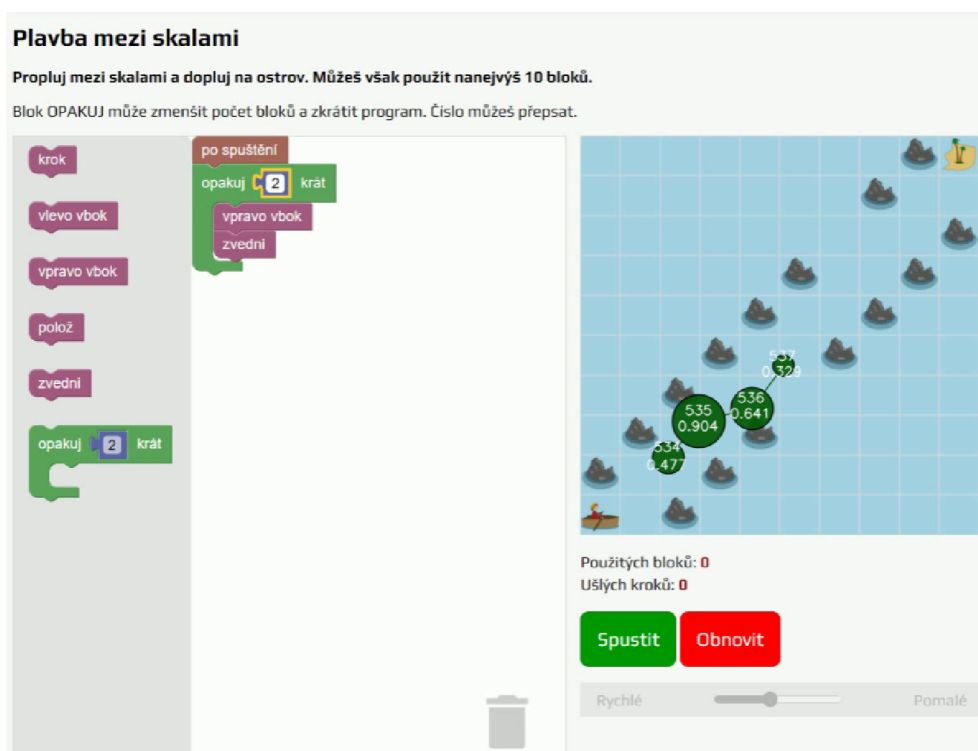 Plavba mezi skalami
Propluj mezi skalami a dopluj na ostrov. Můžeš však použít nanejvýš 10 bloků.
Blok OPAKUJ může zmenšit počet bloků a zkrátit program. Číslo můžeš přepsat.
krok
vlevo vbok
vpravo vbok
polož
zvedni
opakuj 2 krát
po spuštění
opakuj 2 krát
vpravo vbok
zvedni
537
0.329
536
0.641
535
0.904
534
0.477
Použitých bloků: 0
Ušlých kroků: 0
Spustit
Obnovit
Rychlé
Pomalé